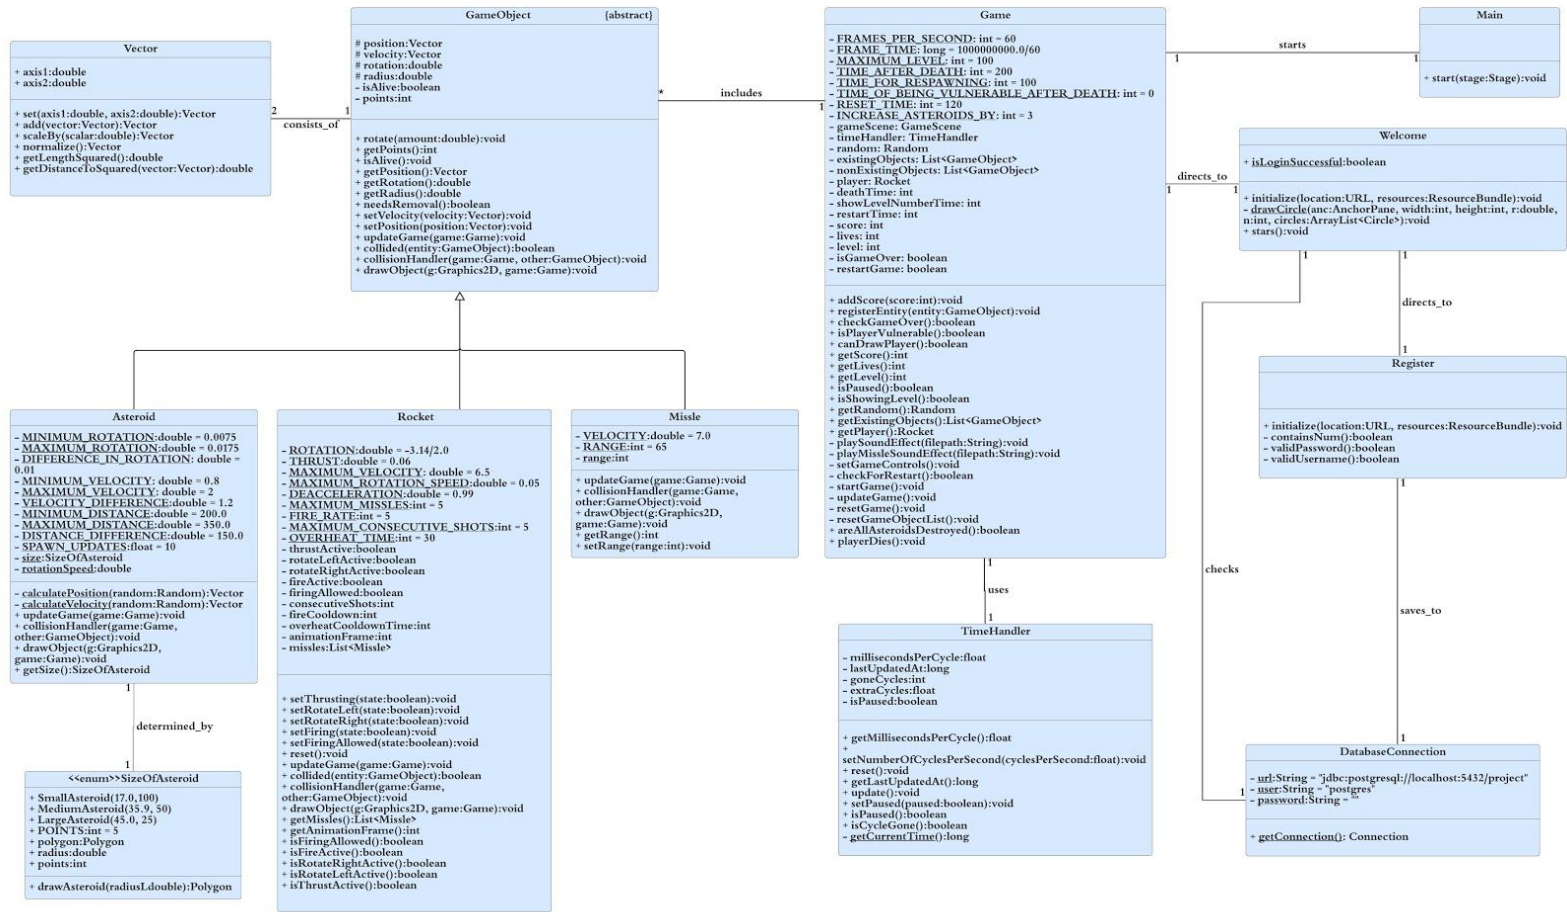 Vector
+ axis1:double
+ axis2:double
+ set(axis1:double, axis2:double):Vector
+ add(vector:Vector):Vector
+ scaleBy(scalar:double):Vector
+ normalize():Vector
+ getLengthSquared():double
+ getDistanceToSquared(vector:Vector):double
2
1
consists_of
GameObject {abstract}
# position:Vector
# velocity:Vector
# rotation:double
# radius:double
- isAlive:boolean
- points:int
+ rotate(amount:double):void
+ getPoints():int
+ isAlive():void
+ getPosition():Vector
+ getRotation():double
+ getRadius():double
+ needsRemoval():boolean
+ setVelocity(velocity:Vector):void
+ setPosition(position:Vector):void
+ updateGame(game:Game):void
+ collided(entity:GameObject):boolean
+ collisionHandler(game:Game, other:GameObject):void
+ drawObject(g:Graphics2D, game:Game):void
*
includes
1
Game
- FRAMES_PER_SECOND: int = 60
- FRAME_TIME: long = 1000000000.0/60
- MAXIMUM_LEVEL: int = 100
- TIME_AFTER_DEATH: int = 200
- TIME_FOR_RESPAWNING: int = 100
- TIME_OF_BEING_VULNERABLE_AFTER_DEATH: int = 0
- RESET_TIME: int = 120
- INCREASE_ASTEROIDS_BY: int = 3
- gameScene: GameScene
- timeHandler: TimeHandler
- random: Random
- existingObjects: List<GameObject>
- nonExistingObjects: List<GameObject>
- player: Rocket
- deathTime: int
- showLevelNumberTime: int
- restartTime: int
- score: int
- lives: int
- level: int
- isGameOver: boolean
- restartGame: boolean
+ addScore(score:int):void
+ registerEntity(entity:GameObject):void
+ checkGameOver():boolean
+ isPlayerVulnerable():boolean
+ canDrawPlayer():boolean
+ getScore():int
+ getLives():int
+ getLevel():int
+ isPaused():boolean
+ isShowingLevel():boolean
+ getRandom():Random
+ getExistingObjects():List<GameObject>
+ getPlayer():Rocket
- playSoundEffect(filepath:String):void
- playMissleSoundEffect(filepath:String):void
- setGameControls():void
- checkForRestart():boolean
- startGame():void
- updateGame():void
- resetGame():void
- resetGameObjectList():void
+ areAllAsteroidsDestroyed():boolean
+ playerDies():void
starts
1
1
Main
+ start(stage:Stage):void
directs_to
1
1
Welcome
+ isLoginSuccessful:boolean
+ initialize(location:URL, resources:ResourceBundle):void
- drawCircle(anc:AnchorPane, width:int, height:int, r:double,
n:int, circles:ArrayList<Circle>):void
+ stars():void
1
1
directs_to
1
Register
+ initialize(location:URL, resources:ResourceBundle):void
- containsNum():boolean
- validPassword():boolean
- validUsername():boolean
1
checks
saves_to
1
1
DatabaseConnection
- url:String = "jdbc:postgresql://localhost:5432/project"
- user:String = "postgres"
- password:String = ""
+ getConnection(): Connection
1
uses
1
TimeHandler
- millisecondsPerCycle:float
- lastUpdatedAt:long
- goneCycles:int
- extraCycles:float
- isPaused:boolean
+ getMillisecondsPerCycle():float
+
setNumberOfCyclesPerSecond(cyclesPerSecond:float):void
+ reset():void
+ getLastUpdatedAt():long
+ update():void
+ setPaused(paused:boolean):void
+ isPaused():boolean
+ isCycleGone():boolean
- getCurrentTime():long
Asteroid
- MINIMUM_ROTATION:double = 0.0075
- MAXIMUM_ROTATION:double = 0.0175
- DIFFERENCE_IN_ROTATION: double =
0.01
- MINIMUM_VELOCITY: double = 0.8
- MAXIMUM_VELOCITY: double = 2
- VELOCITY_DIFFERENCE:double = 1.2
- MINIMUM_DISTANCE:double = 200.0
- MAXIMUM_DISTANCE:double = 350.0
- DISTANCE_DIFFERENCE:double = 150.0
- SPAWN_UPDATES:float = 10
- size:SizeOfAsteroid
- rotationSpeed:double
- calculatePosition(random:Random):Vector
- calculateVelocity(random:Random):Vector
+ updateGame(game:Game):void
+ collisionHandler(game:Game,
other:GameObject):void
+ drawObject(g:Graphics2D,
game:Game):void
+ getSize():SizeOfAsteroid
1
determined_by
1
<<enum>>SizeOfAsteroid
+ SmallAsteroid(17.0,100)
+ MediumAsteroid(35.9, 50)
+ LargeAsteroid(45.0, 25)
+ POINTS:int = 5
+ polygon:Polygon
+ radius:double
+ points:int
+ drawAsteroid(radiusLdouble):Polygon
Rocket
- ROTATION:double = -3.14/2.0
- THRUST:double = 0.06
- MAXIMUM_VELOCITY: double = 6.5
- MAXIMUM_ROTATION_SPEED:double = 0.05
- DEACCELERATION:double = 0.99
- MAXIMUM_MISSLES:int = 5
- FIRE_RATE:int = 5
- MAXIMUM_CONSECUTIVE_SHOTS:int = 5
- OVERHEAT_TIME:int = 30
- thrustActive:boolean
- rotateLeftActive:boolean
- rotateRightActive:boolean
- fireActive:boolean
- firingAllowed:boolean
- consecutiveShots:int
- fireCooldown:int
- overheatCooldownTime:int
- animationFrame:int
- missles:List<Missle>
+ setThrusting(state:boolean):void
+ setRotateLeft(state:boolean):void
+ setRotateRight(state:boolean):void
+ setFiring(state:boolean):void
+ setFiringAllowed(state:boolean):void
+ reset():void
+ updateGame(game:Game):void
+ collided(entity:GameObject):boolean
+ collisionHandler(game:Game,
other:GameObject):void
+ drawObject(g:Graphics2D, game:Game):void
+ getMissles():List<Missle>
+ getAnimationFrame():int
+ isFiringAllowed():boolean
+ isFireActive():boolean
+ isRotateRightActive():boolean
+ isRotateLeftActive():boolean
+ isThrustActive():boolean
Missle
- VELOCITY:double = 7.0
- RANGE:int = 65
- range:int
+ updateGame(game:Game):void
+ collisionHandler(game:Game,
other:GameObject):void
+ drawObject(g:Graphics2D,
game:Game):void
+ getRange():int
+ setRange(range:int):void